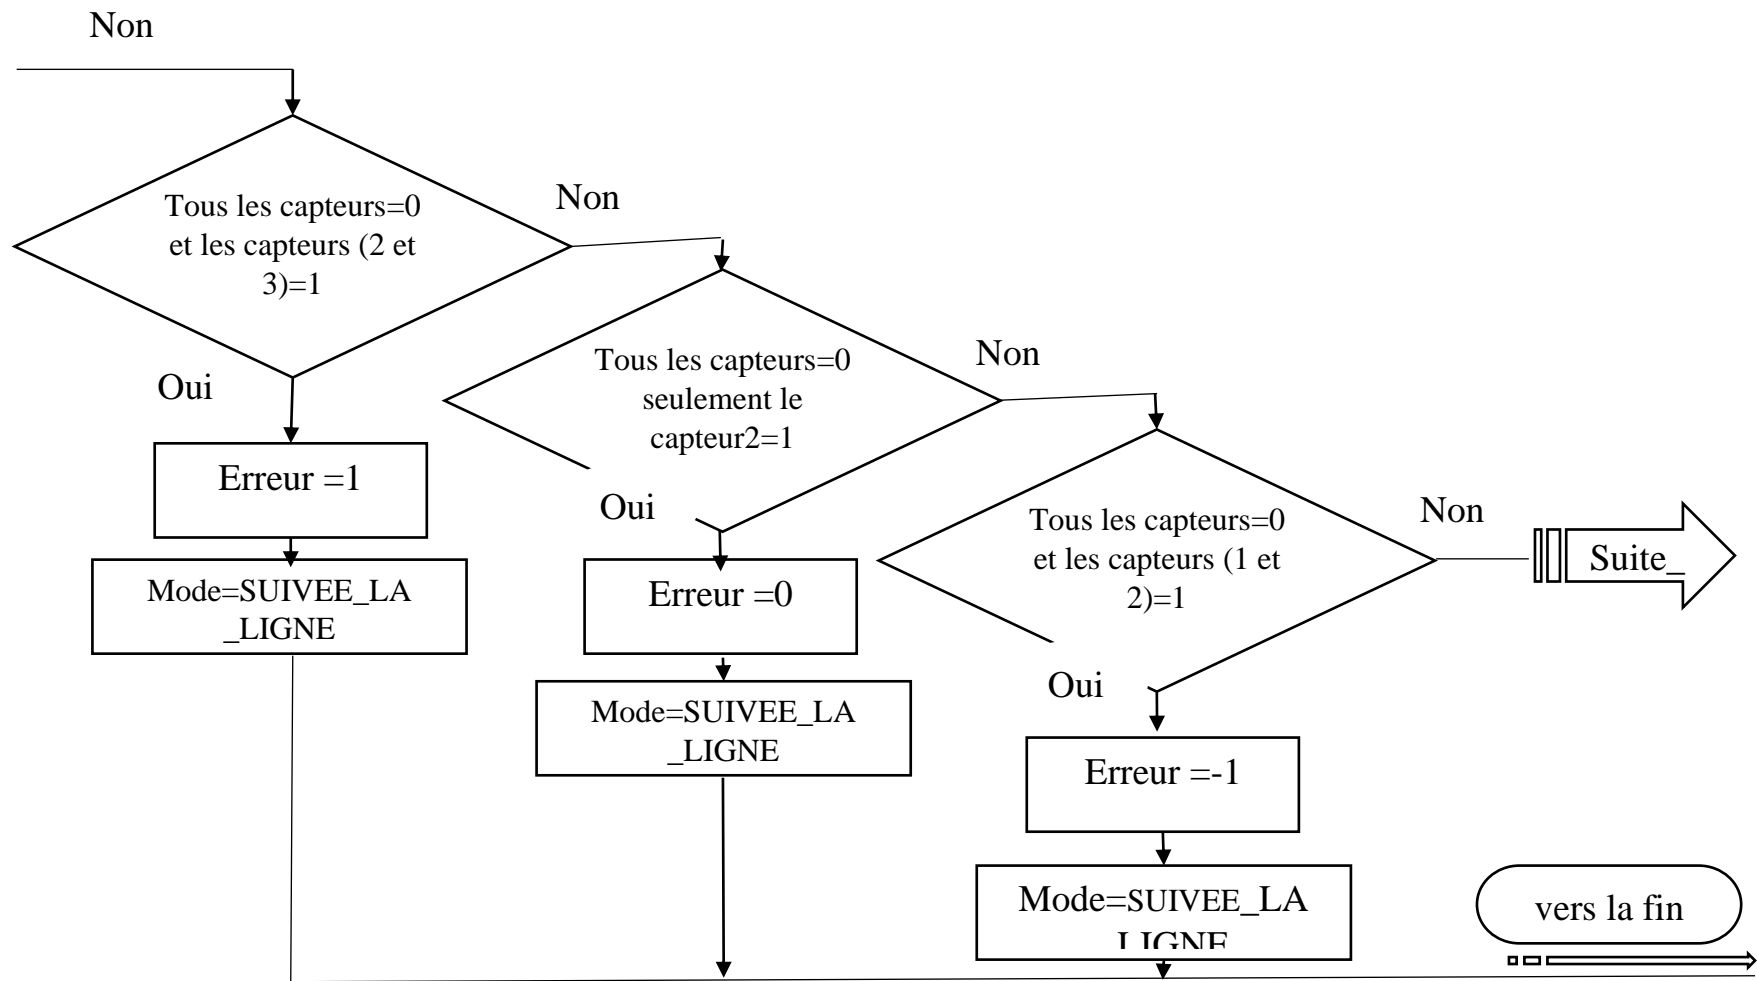 Non
Tous les capteurs=0
et les capteurs (2 et
3)=1
Non
Oui
Erreur =1
Mode=SUIVEE_LA
_LIGNE
Tous les capteurs=0
seulement le
capteur2=1
Non
Oui
Erreur =0
Mode=SUIVEE_LA
_LIGNE
Tous les capteurs=0
et les capteurs (1 et
2)=1
Non
Suite_
Oui
Erreur =-1
Mode=SUIVEE_LA
LIGNE
vers la fin